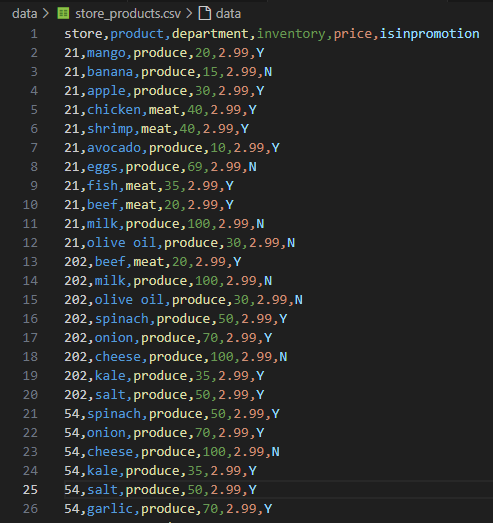 data > store_products.csv > data
1 store,product,department,inventory,price,isinpromotion
2 21,mango,produce,20,2.99,Y
3 21,banana,produce,15,2.99,N
4 21,apple,produce,30,2.99,Y
5 21,chicken,meat,40,2.99,Y
6 21,shrimp,meat,40,2.99,Y
7 21,avocado,produce,10,2.99,Y
8 21,eggs,produce,69,2.99,N
9 21,fish,meat,35,2.99,Y
10 21,beef,meat,20,2.99,Y
11 21,milk,produce,100,2.99,N
12 21,olive oil,produce,30,2.99,N
13 202,beef,meat,20,2.99,Y
14 202,milk,produce,100,2.99,N
15 202,olive oil,produce,30,2.99,N
16 202,spinach,produce,50,2.99,Y
17 202,onion,produce,70,2.99,Y
18 202,cheese,produce,100,2.99,N
19 202,kale,produce,35,2.99,Y
20 202,salt,produce,50,2.99,Y
21 54,spinach,produce,50,2.99,Y
22 54,onion,produce,70,2.99,Y
23 54,cheese,produce,100,2.99,N
24 54,kale,produce,35,2.99,Y
25 54,salt,produce,50,2.99,Y
26 54,garlic,produce,70,2.99,Y